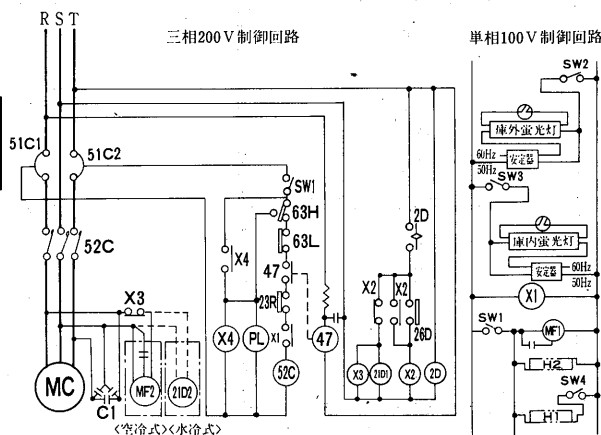 R S T
三相200V制御回路
単相100V制御回路
SW2
51C1
51C2
庫外蛍光灯
60Hz
50Hz
安定器
SW1
SW3
63H
2D
63L
52C
X4
47
庫内蛍光灯
X2
X2
安定器
60Hz
50Hz
23R
26D
X3
X1
X1
SW1
MF1
X4
PL
47
52C
X3
21D1
X2
2D
H2
MC
C1
MF2
21D2
SW4
H1
<空冷式>
<水冷式>